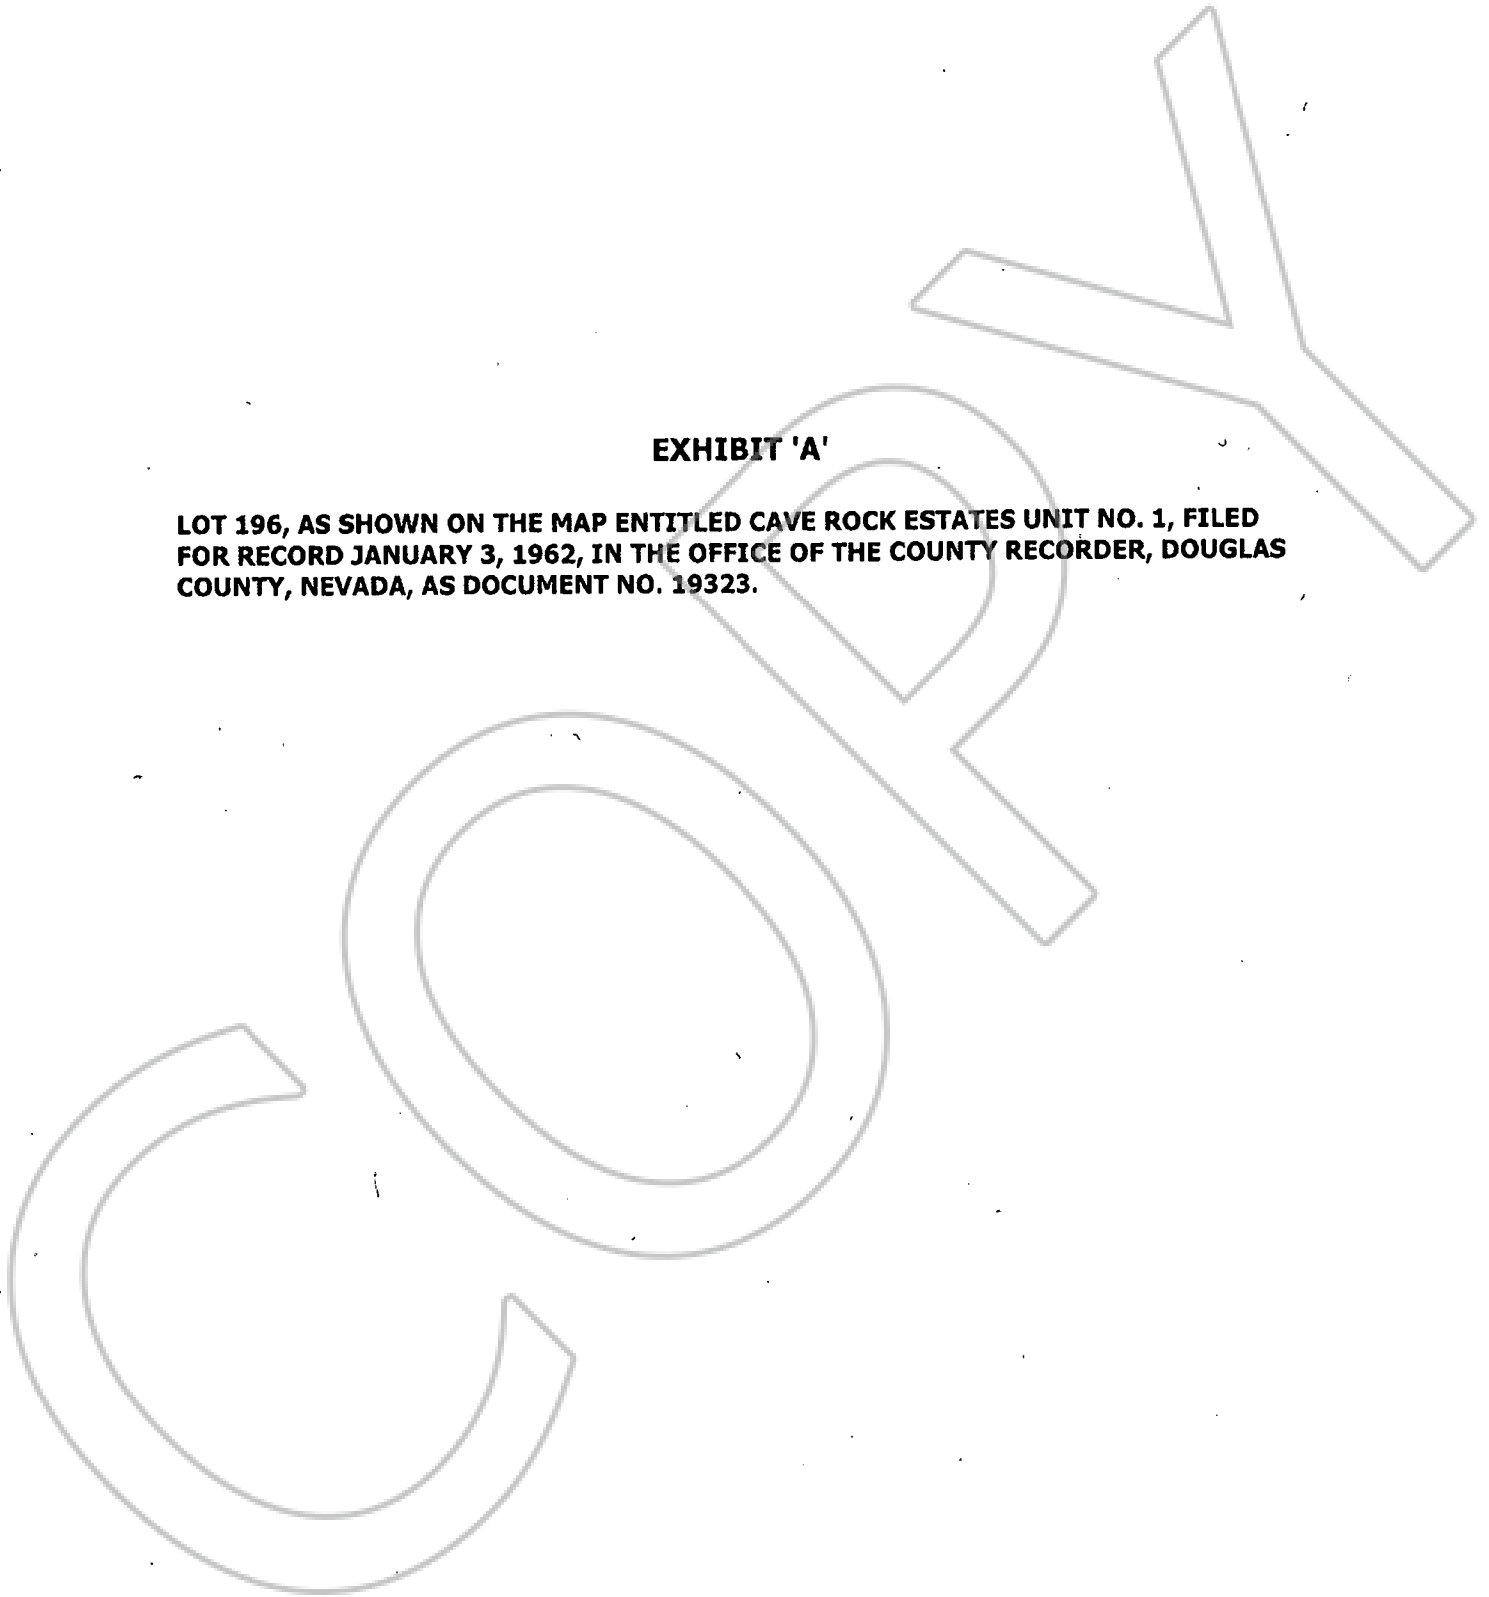 EXHIBIT 'A'
LOT 196, AS SHOWN ON THE MAP ENTITLED CAVE ROCK ESTATES UNIT NO. 1, FILED
FOR RECORD JANUARY 3, 1962, IN THE OFFICE OF THE COUNTY RECORDER, DOUGLAS
COUNTY, NEVADA, AS DOCUMENT NO. 19323.
COPY